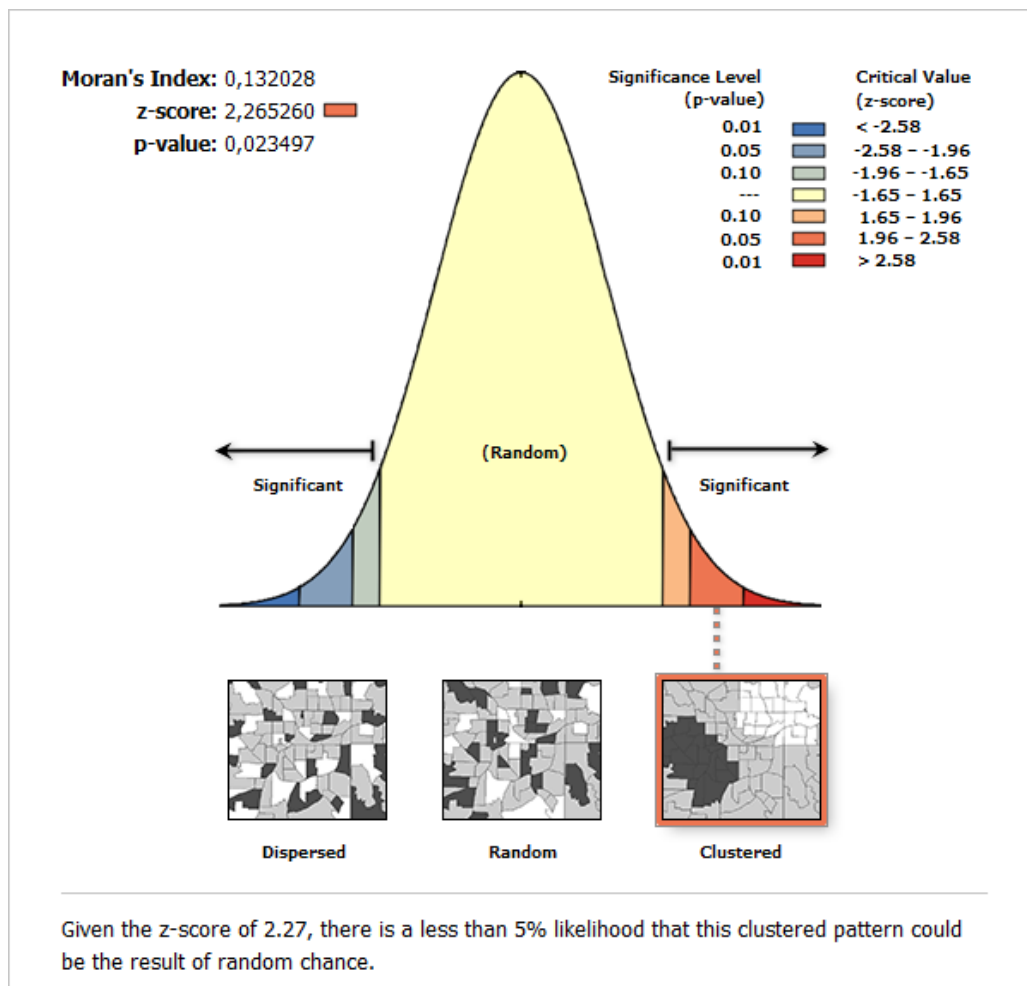 Moran's Index: 0,132028
z-score: 2,265260
p-value: 0,023497
Significance Level Critical Value
(p-value) (z-score)
0.01 < -2.58
0.05 -2.58 – -1.96
0.10 -1.96 – -1.65
--- -1.65 – 1.65
0.10 1.65 – 1.96
0.05 1.96 – 2.58
0.01 > 2.58
(Random)
Significant Significant
Dispersed Random Clustered
Given the z-score of 2.27, there is a less than 5% likelihood that this clustered pattern could
be the result of random chance.